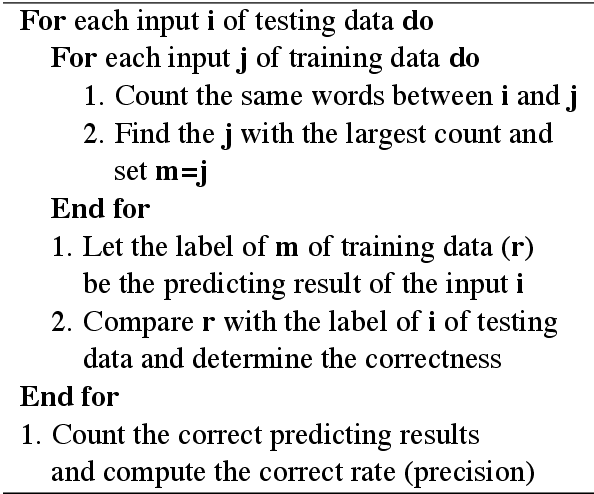 For each input i of testing data do
For each input j of training data do
1. Count the same words between i and j
2. Find the j with the largest count and
set m=j
End for
1. Let the label of m of training data (r)
be the predicting result of the input i
2. Compare r with the label of i of testing
data and determine the correctness
End for
1. Count the correct predicting results
and compute the correct rate (precision)